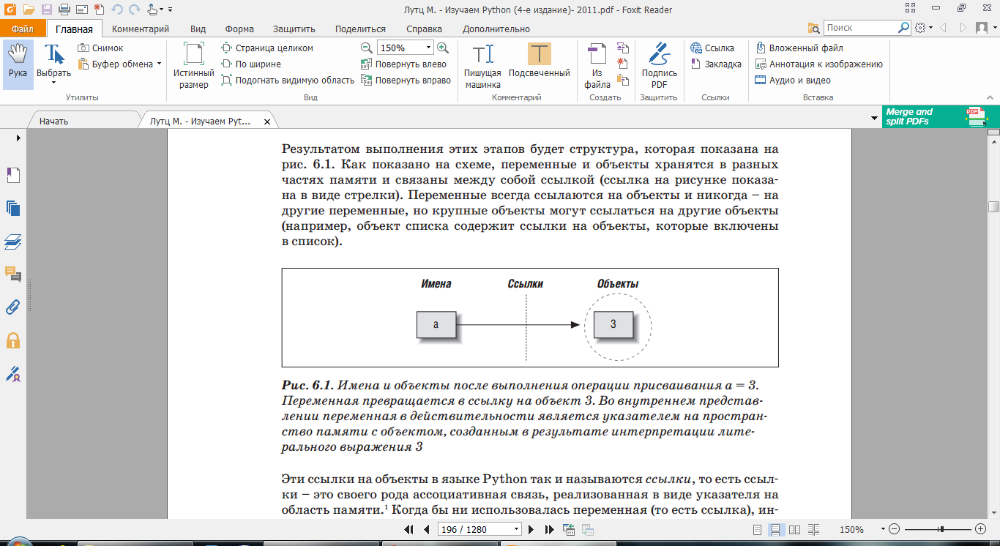 Лутц М. - Изучаем Python (4-е издание)- 2011.pdf - Foxit Reader
Файл Главная Комментарий Вид Форма Защитить Поделиться Справка Дополнительно Поиск
Рука
Выбрать
Снимок
Буфер обмена
Утилиты
Истинный размер
Страница целиком
По ширине
Подогнать видимую область
150%
Повернуть влево
Повернуть вправо
Вид
Пишущая машинка
Подсвеченный
Комментарий
Из файла
Создать
Подпись PDF
Защитить
Ссылка
Закладка
Ссылки
Вложенный файл
Аннотация к изображению
Аудио и видео
Вставка
Начать
Лутц М. - Изучаем Pyt...
Merge and
split PDFs
Результатом выполнения этих этапов будет структура, которая показана на
рис. 6.1. Как показано на схеме, переменные и объекты хранятся в разных
частях памяти и связаны между собой ссылкой (ссылка на рисунке показа-
на в виде стрелки). Переменные всегда ссылаются на объекты и никогда – на
другие переменные, но крупные объекты могут ссылаться на другие объекты
(например, объект списка содержит ссылки на объекты, которые включены
в список).
Имена Ссылки Объекты
a 3
Рис. 6.1. Имена и объекты после выполнения операции присваивания a = 3.
Переменная превращается в ссылку на объект 3. Во внутреннем представ-
лении переменная в действительности является указателем на простран-
ство памяти с объектом, созданным в результате интерпретации лите-
рального выражения 3
Эти ссылки на объекты в языке Python так и называются ссылки, то есть ссыл-
ки – это своего рода ассоциативная связь, реализованная в виде указателя на
область памяти.¹ Когда бы ни использовалась переменная (то есть ссылка), ин-
196 / 1280
150%